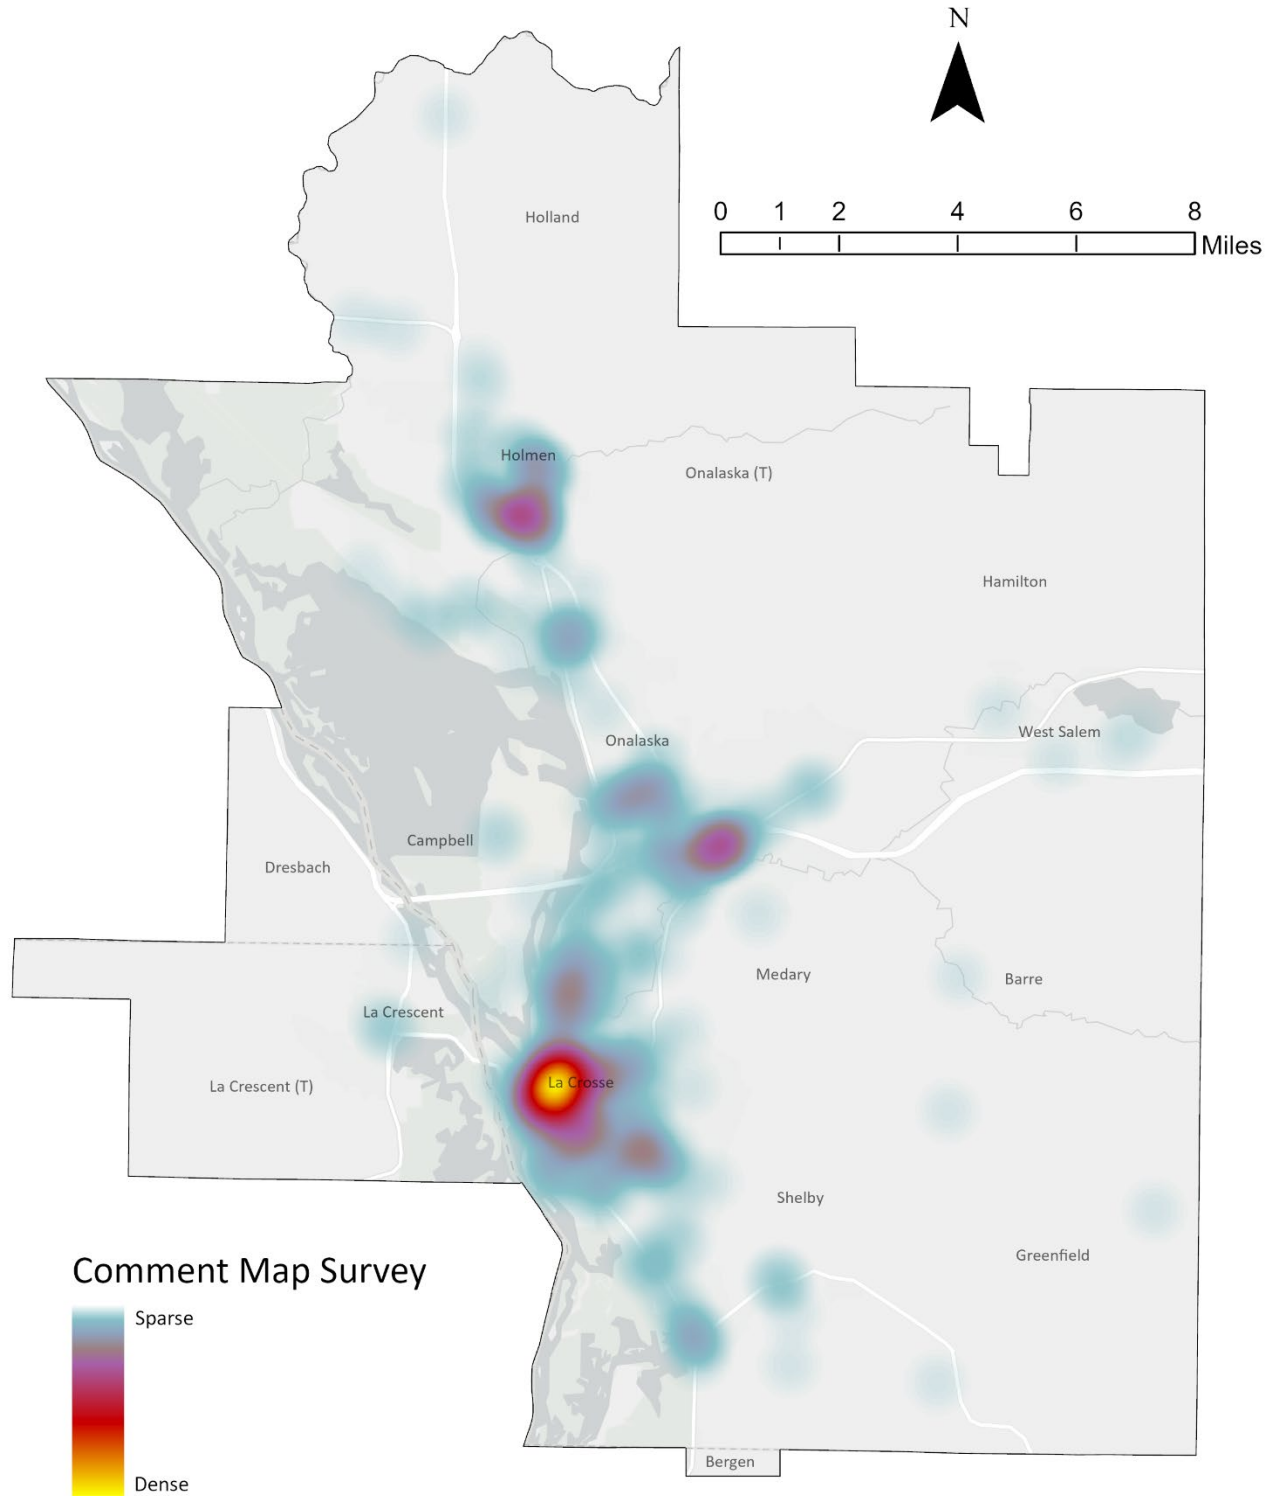 N
0 1 2 4 6 8
Miles
Holland
Holmen
Onalaska (T)
Hamilton
West Salem
Onalaska
Campbell
Dresbach
Medary
Barre
La Crescent
La Crosse
La Crescent (T)
Shelby
Greenfield
Comment Map Survey
Sparse
Dense
Bergen